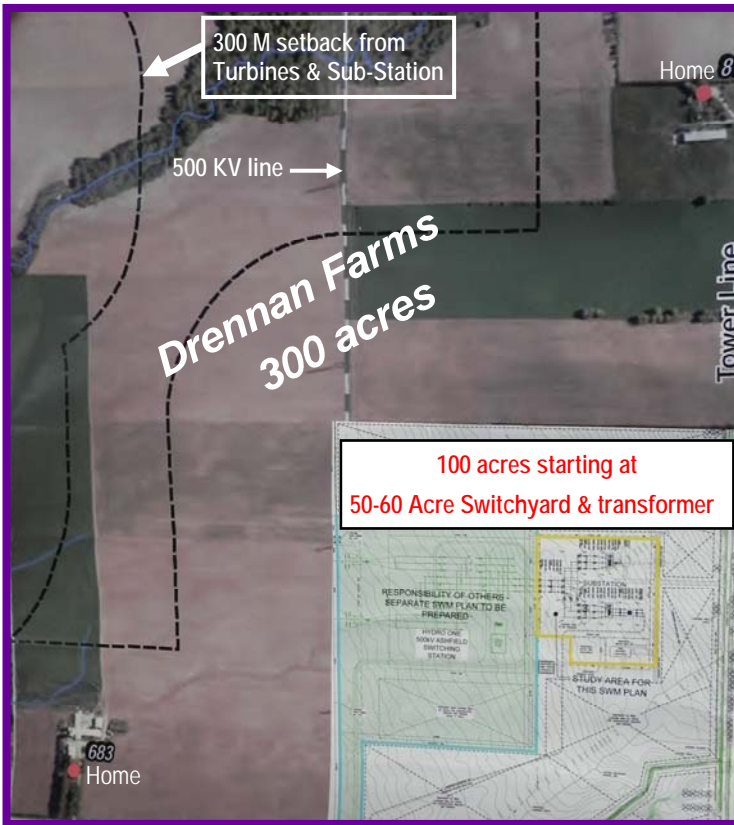 300 M setback from
Turbines & Sub-Station
Home 8
500 KV line
Tower Line
Drennan Farms
300 acres
100 acres starting at
50-60 Acre Switchyard & transformer
RESPONSIBILITY OF OTHERS -
SEPARATE SWM PLAN TO BE
PREPARED
HYDRO ONE
500kV ASHFIELD
SWITCHING
STATION
SUBSTATION
STUDY AREA FOR
THIS SWM PLAN
683
Home